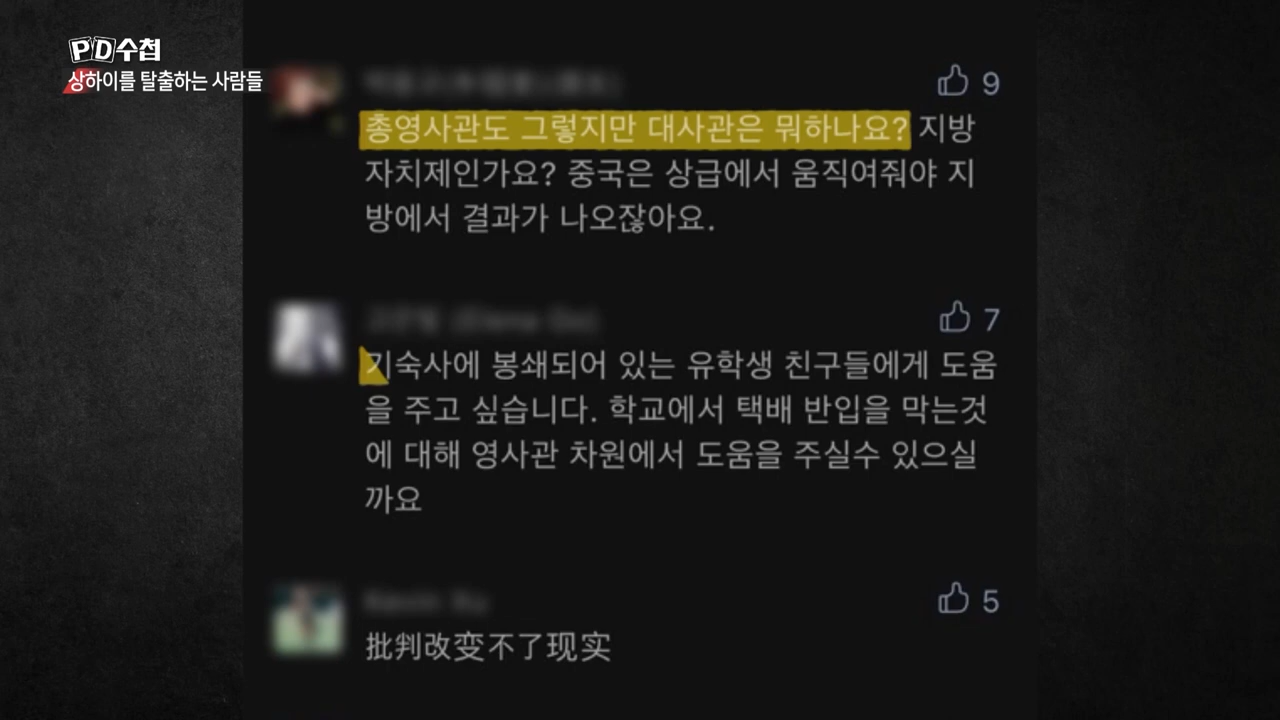 PD수첩
상하이를 탈출하는 사람들
9
총영사관도 그렇지만 대사관은 뭐하나요? 지방
자치제인가요? 중국은 상급에서 움직여줘야 지
방에서 결과가 나오잖아요.
7
기숙사에 봉쇄되어 있는 유학생 친구들에게 도움
을 주고 싶습니다. 학교에서 택배 반입을 막는것
에 대해 영사관 차원에서 도움을 주실수 있으실
까요
5
批判改变不了现实